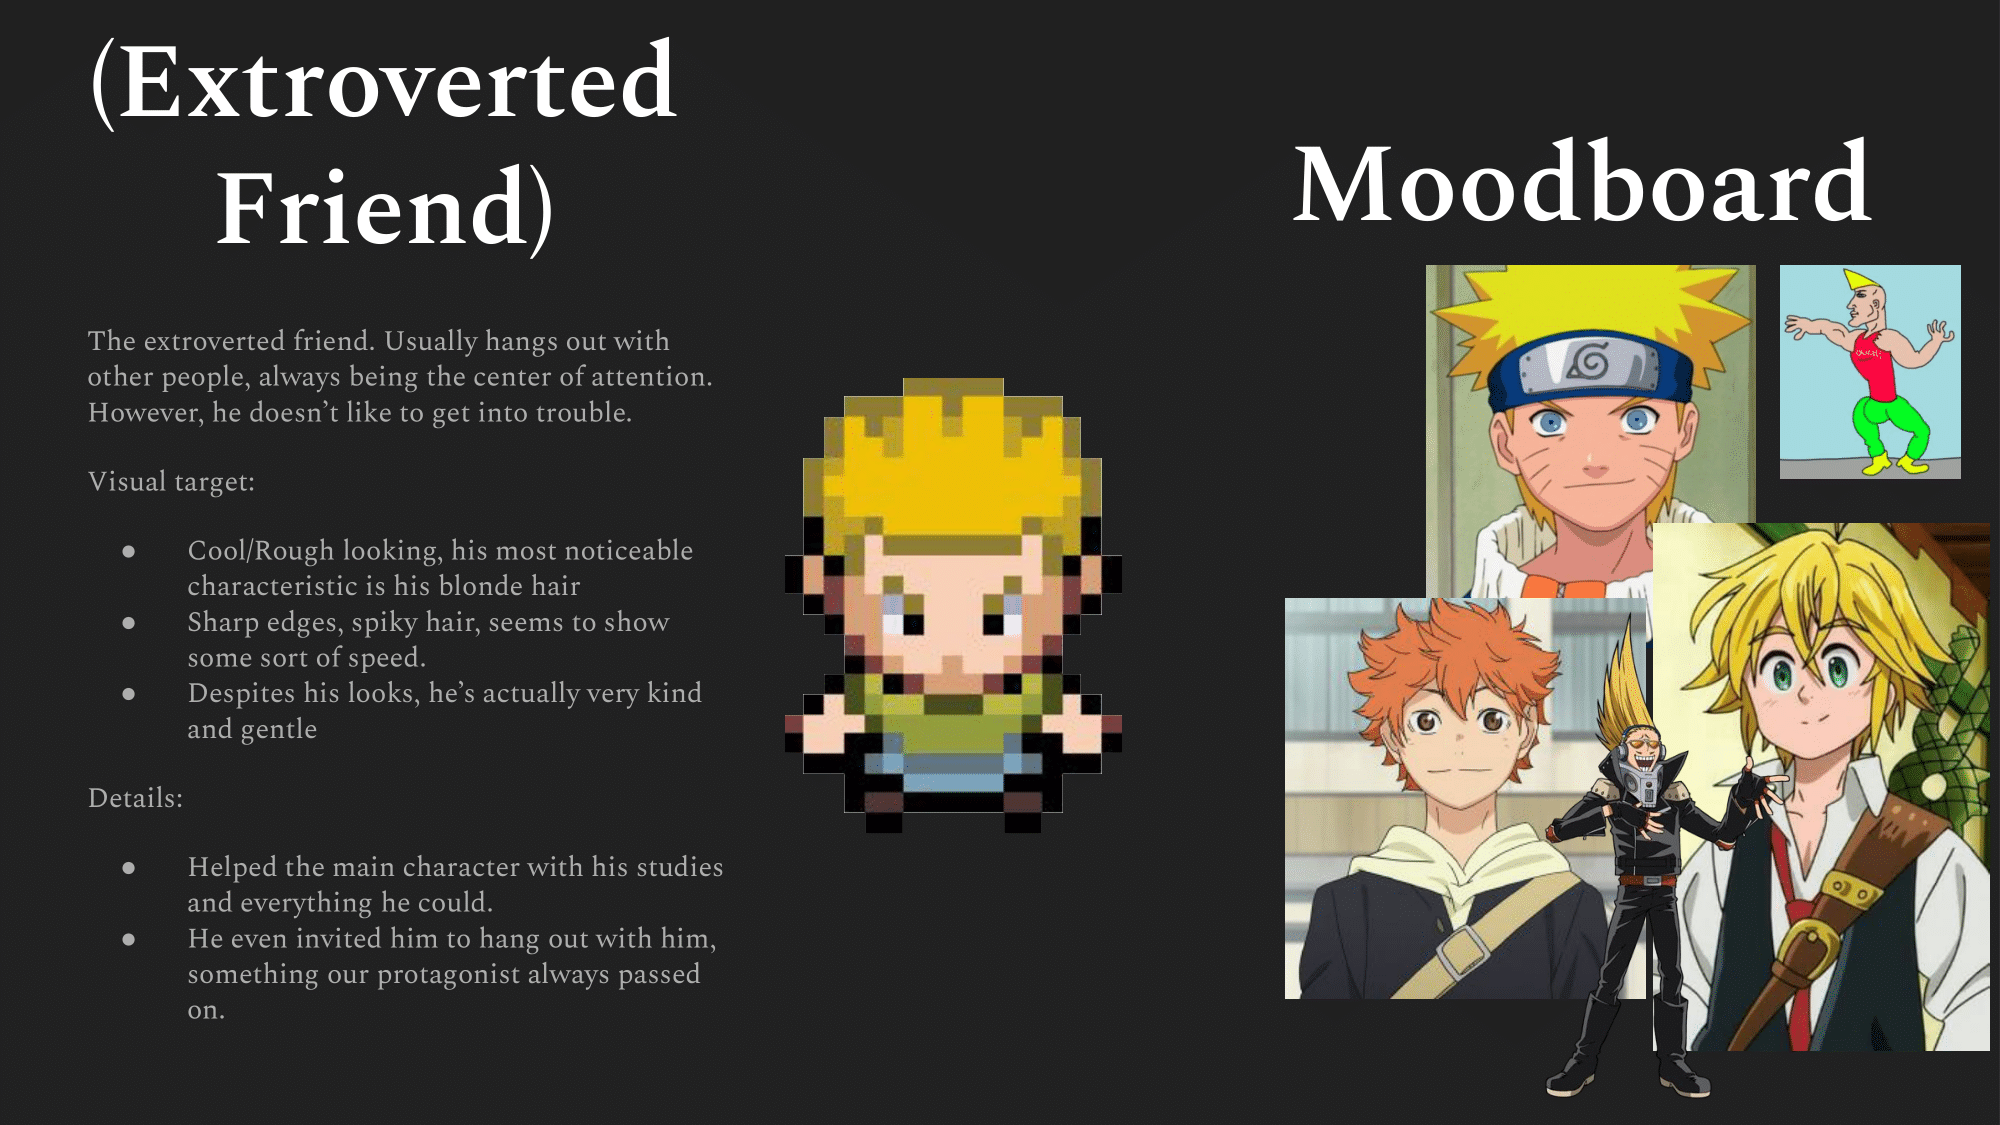 (Extroverted
Friend)
Moodboard
The extroverted friend. Usually hangs out with
other people, always being the center of attention.
However, he doesn’t like to get into trouble.
Visual target:
● Cool/Rough looking, his most noticeable
characteristic is his blonde hair
● Sharp edges, spiky hair, seems to show
some sort of speed.
● Despites his looks, he’s actually very kind
and gentle
Details:
● Helped the main character with his studies
and everything he could.
● He even invited him to hang out with him,
something our protagonist always passed
on.